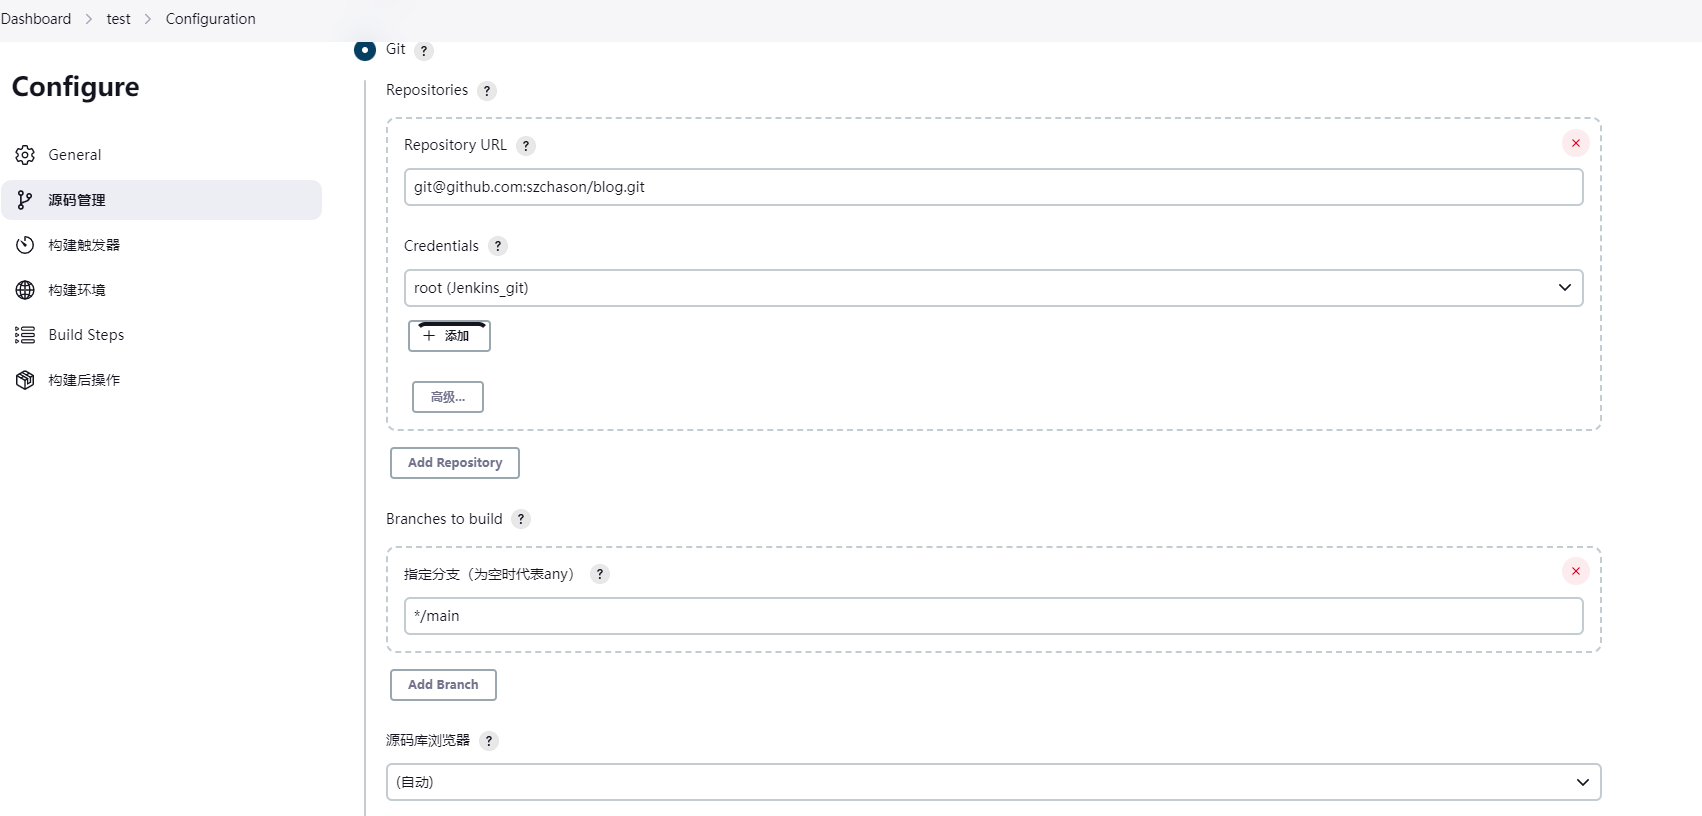 Dashboard > test > Configuration
Configure
General
源码管理
构建触发器
构建环境
Build Steps
构建后操作
Git ?
Repositories ?
Repository URL ?
git@github.com:szchason/blog.git
Credentials ?
root (Jenkins_git)
+ 添加
高级...
Add Repository
Branches to build ?
指定分支（为空时代表any） ?
*/main
Add Branch
源码库浏览器 ?
(自动)